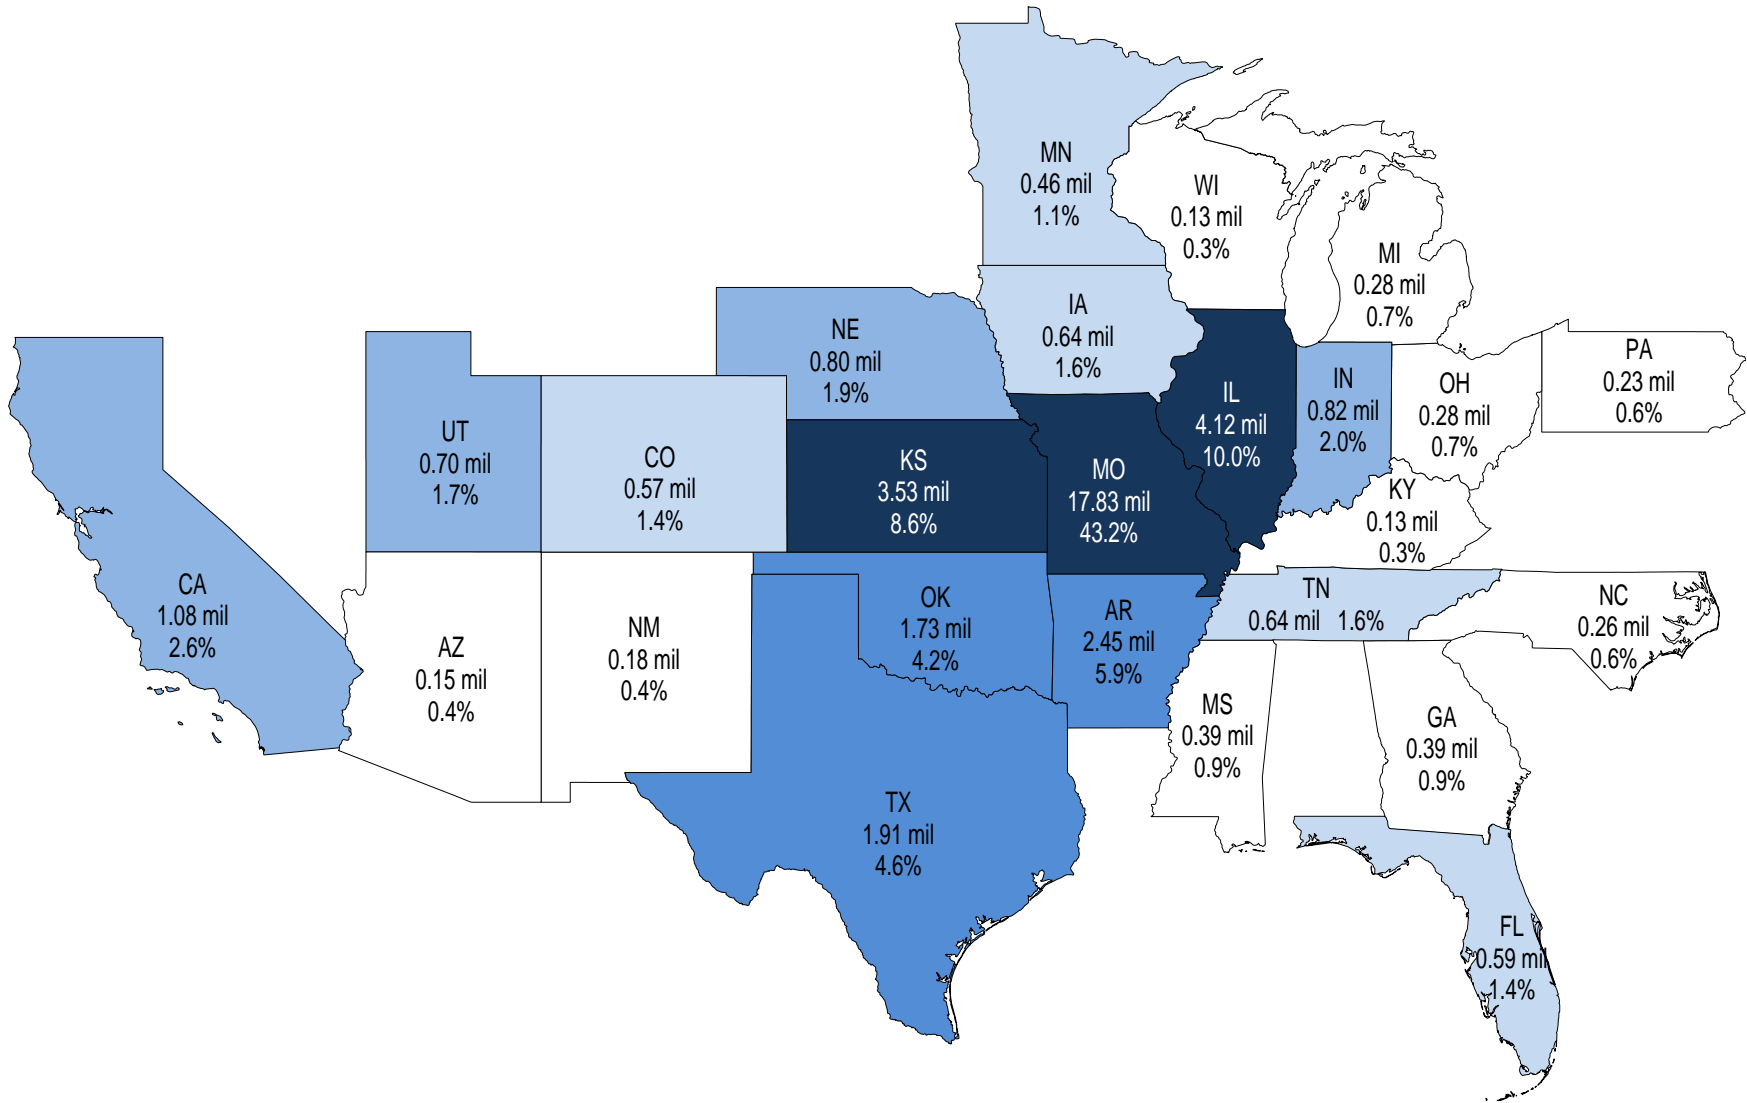 MN
0.46 mil
1.1%
WI
0.13 mil
0.3%
MI
0.28 mil
0.7%
IA
0.64 mil
1.6%
NE
0.80 mil
1.9%
PA
0.23 mil
0.6%
IN
0.82 mil
2.0%
OH
0.28 mil
0.7%
IL
4.12 mil
10.0%
UT
0.70 mil
1.7%
CO
0.57 mil
1.4%
KS
3.53 mil
8.6%
MO
17.83 mil
43.2%
KY
0.13 mil
0.3%
CA
1.08 mil
2.6%
AZ
0.15 mil
0.4%
NM
0.18 mil
0.4%
OK
1.73 mil
4.2%
AR
2.45 mil
5.9%
TN
0.64 mil 1.6%
NC
0.26 mil
0.6%
MS
0.39 mil
0.9%
GA
0.39 mil
0.9%
TX
1.91 mil
4.6%
FL
0.59 mil
1.4%